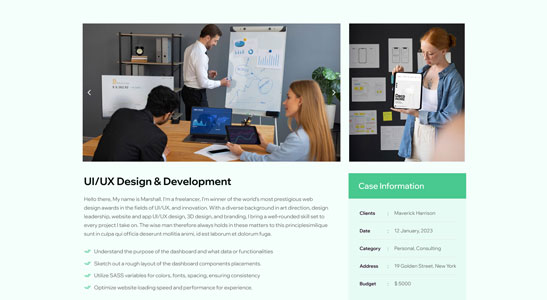 UI/UX Design & Development
Hello there, My name is Marshall. I'm a freelancer, I'm winner of the world's most prestigious web
design awards in the fields of UI/UX, and innovation. With a diverse background in art direction, design
leadership, website and app UI/UX design, 3D design, and branding, I bring a well-rounded skill set to
every project I take on. The wise man therefore always holds in these matters to this principlesimilique
sunt in culpa qui officia deserunt mollitia animi, id est laborum et dolorum fuga.
Understand the purpose of the dashboard and what data or functionalities
Sketch out a rough layout of the dashboard components placements.
Utilize SASS variables for colors, fonts, spacing, ensuring consistency
Optimize website loading speed and performance for experience.
Case Information
Clients : Maverick Harrison
Date : 12 January, 2023
Category : Personal, Consulting
Address : 19 Golden Street, New York
Budget : $ 5000